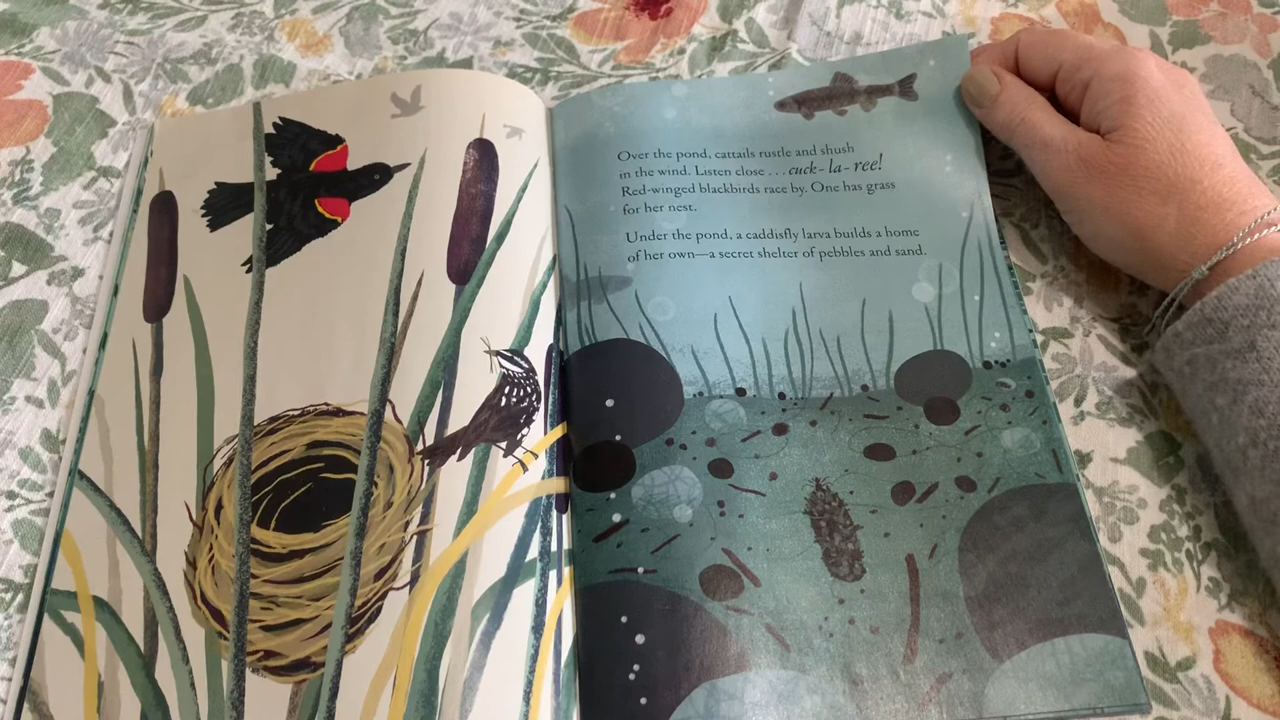 Over the pond, cattails rustle and shush
in the wind. Listen close . . . cuck-la-ree!
Red-winged blackbirds race by. One has grass
for her nest.
Under the pond, a caddisfly larva builds a home
of her own—a secret shelter of pebbles and sand.